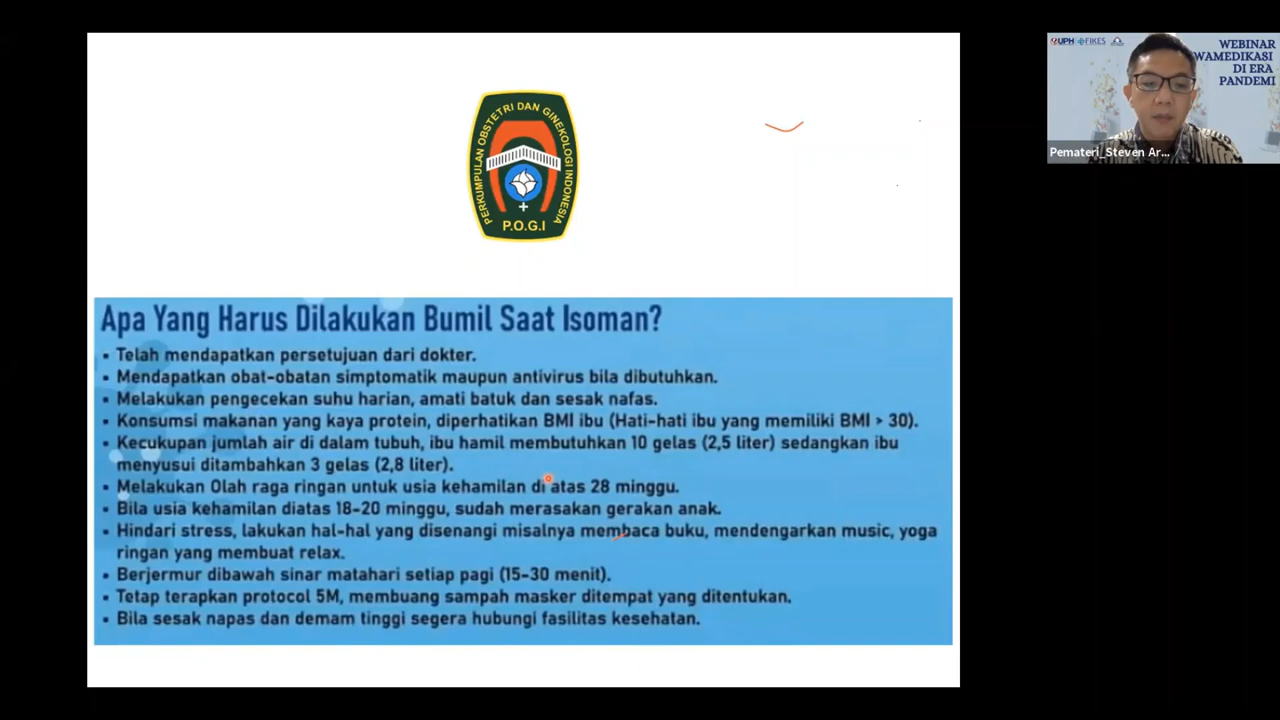 PERKUMPULAN OBSTETRI DAN GINEKOLOGI INDONESIA
P.O.G.I
Apa Yang Harus Dilakukan Bumil Saat Isoman?
▪ Telah mendapatkan persetujuan dari dokter.
▪ Mendapatkan obat-obatan simptomatik maupun antivirus bila dibutuhkan.
▪ Melakukan pengecekan suhu harian, amati batuk dan sesak nafas.
▪ Konsumsi makanan yang kaya protein, diperhatikan BMI ibu (Hati-hati ibu yang memiliki BMI > 30).
▪ Kecukupan jumlah air di dalam tubuh, ibu hamil membutuhkan 10 gelas (2,5 liter) sedangkan ibu
menyusui ditambahkan 3 gelas (2,8 liter).
▪ Melakukan Olah raga ringan untuk usia kehamilan di atas 28 minggu.
▪ Bila usia kehamilan diatas 18-20 minggu, sudah merasakan gerakan anak.
▪ Hindari stress, lakukan hal-hal yang disenangi misalnya membaca buku, mendengarkan music, yoga
ringan yang membuat relax.
▪ Berjermur dibawah sinar matahari setiap pagi (15-30 menit).
▪ Tetap terapkan protocol 5M, membuang sampah masker ditempat yang ditentukan.
▪ Bila sesak napas dan demam tinggi segera hubungi fasilitas kesehatan.
UPH FIKES
WEBINAR
WAMEDIKASI
DI ERA
PANDEMI
Pemateri_Steven Ar...